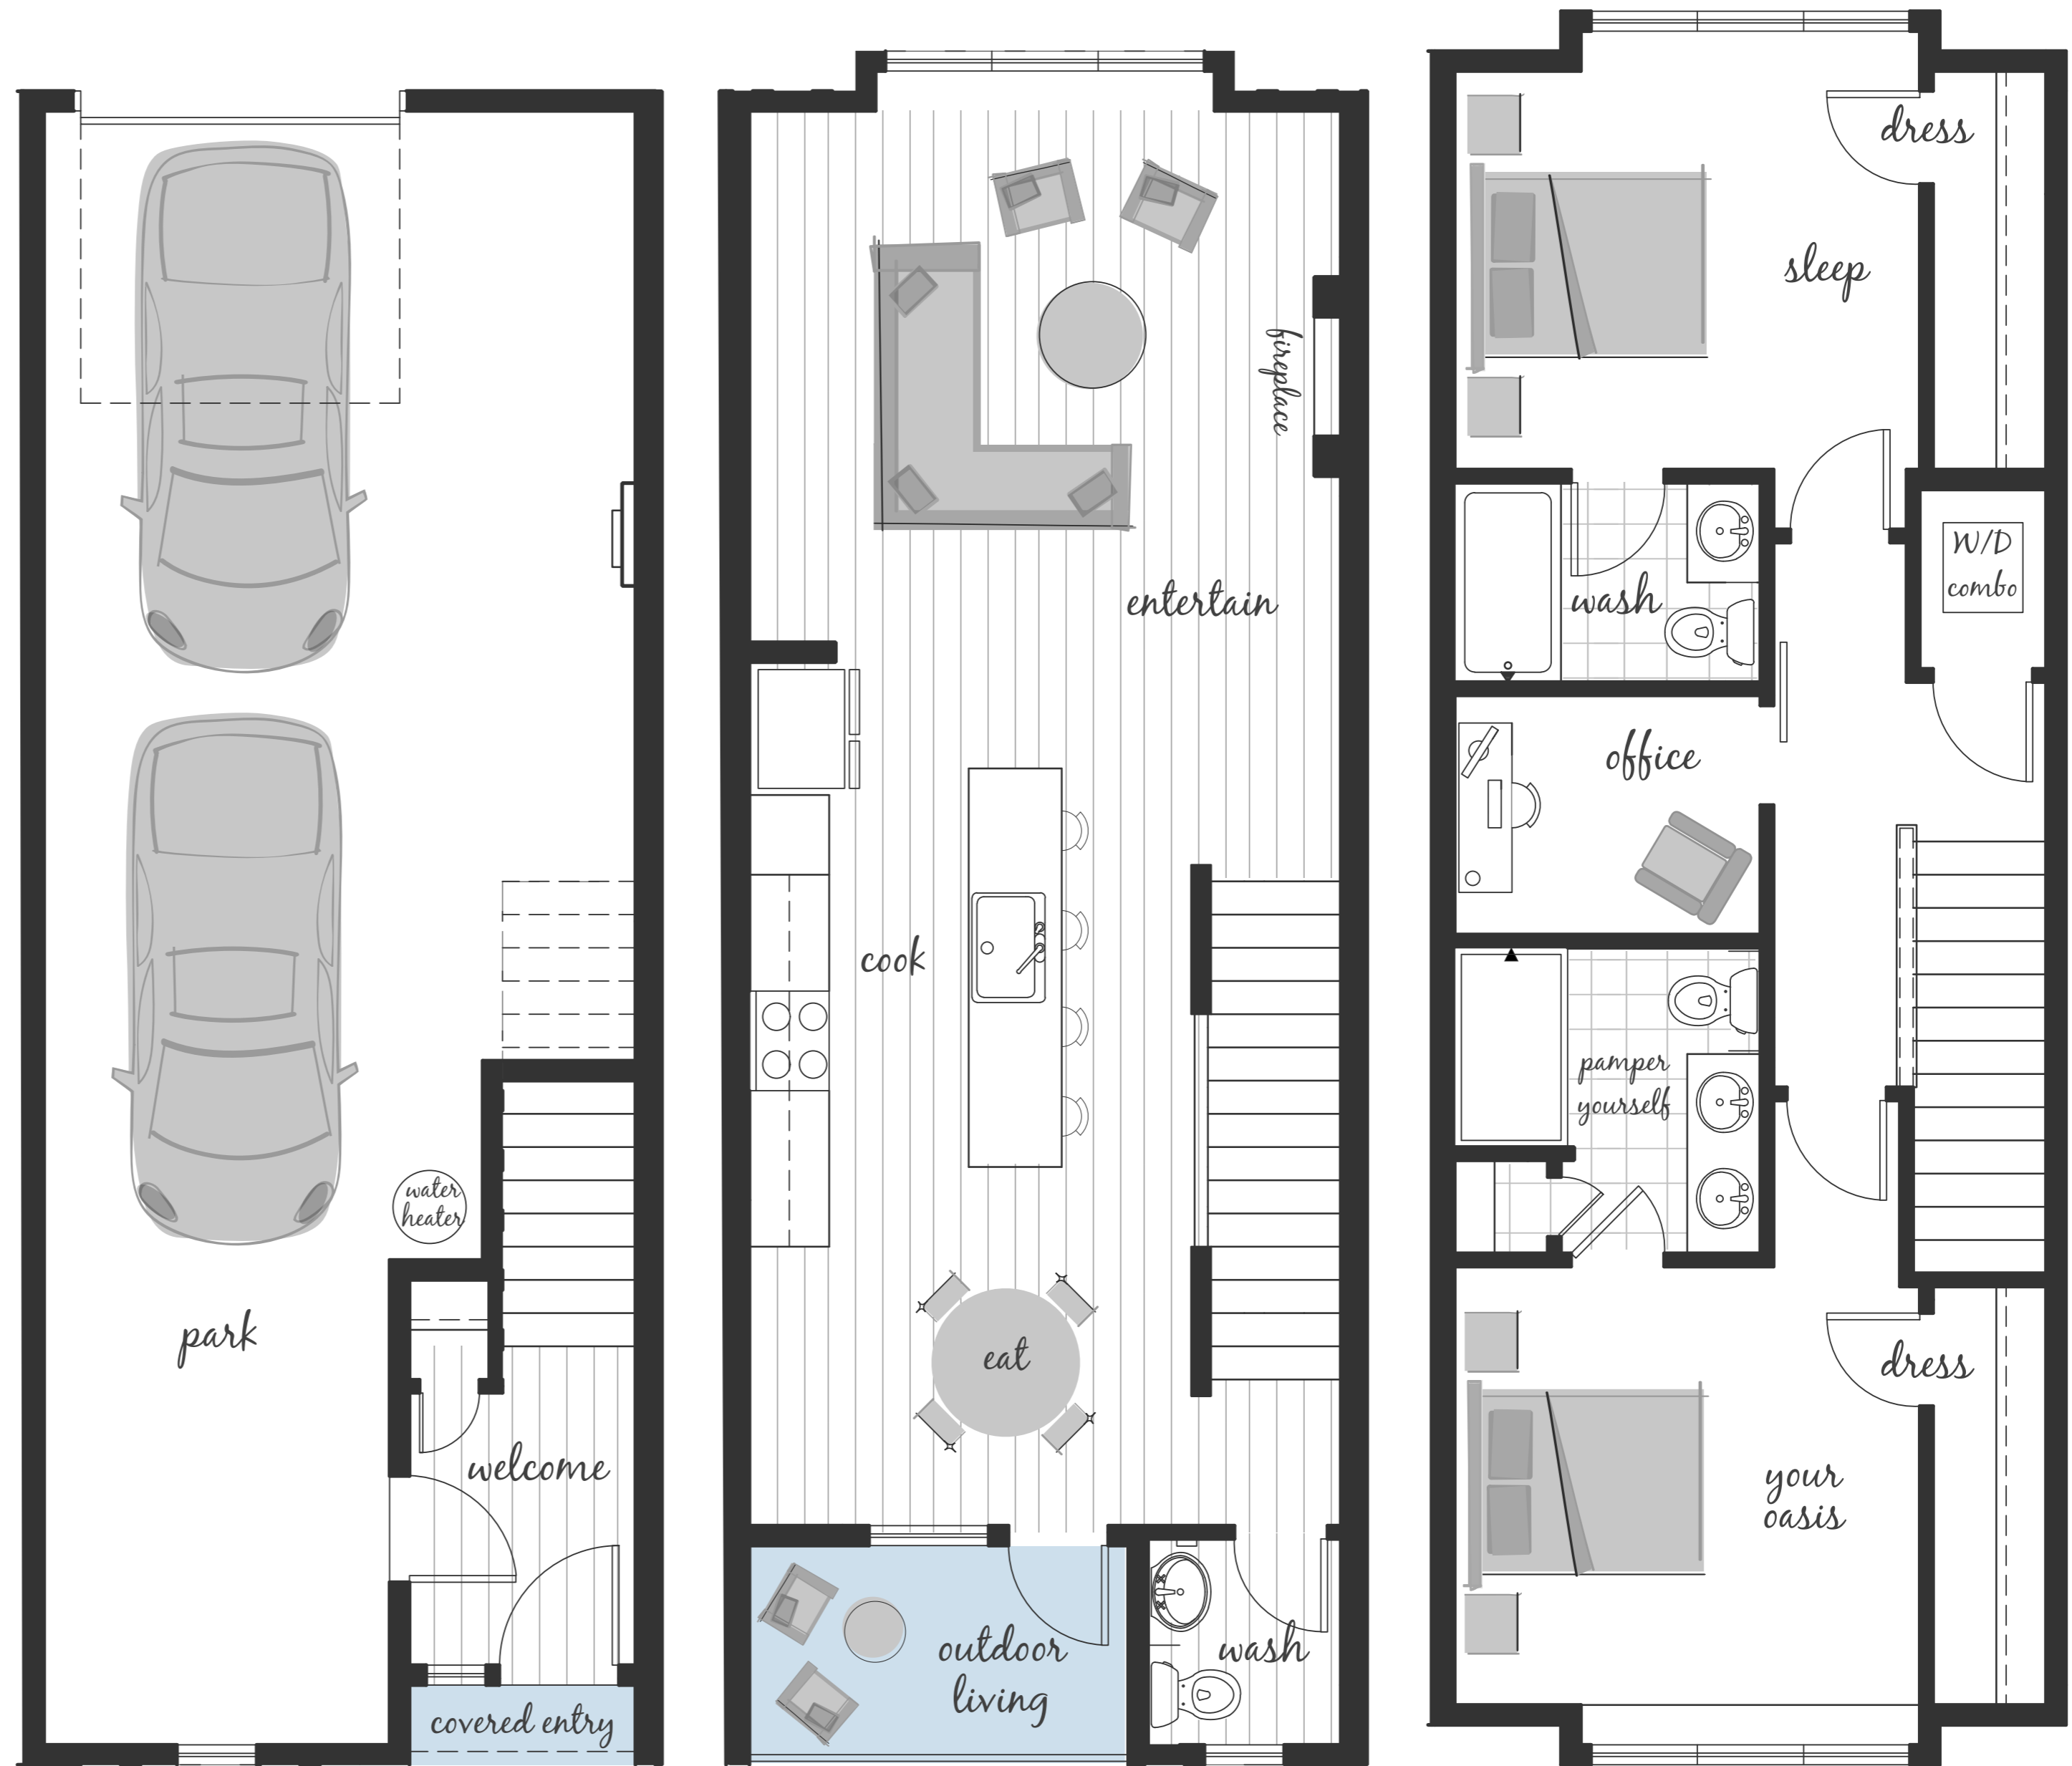 water
heater
park
welcome
covered entry
fireplace
entertain
cook
eat
outdoor
living
wash
dress
sleep
W/D
combo
wash
office
pamper
yourself
dress
your
oasis